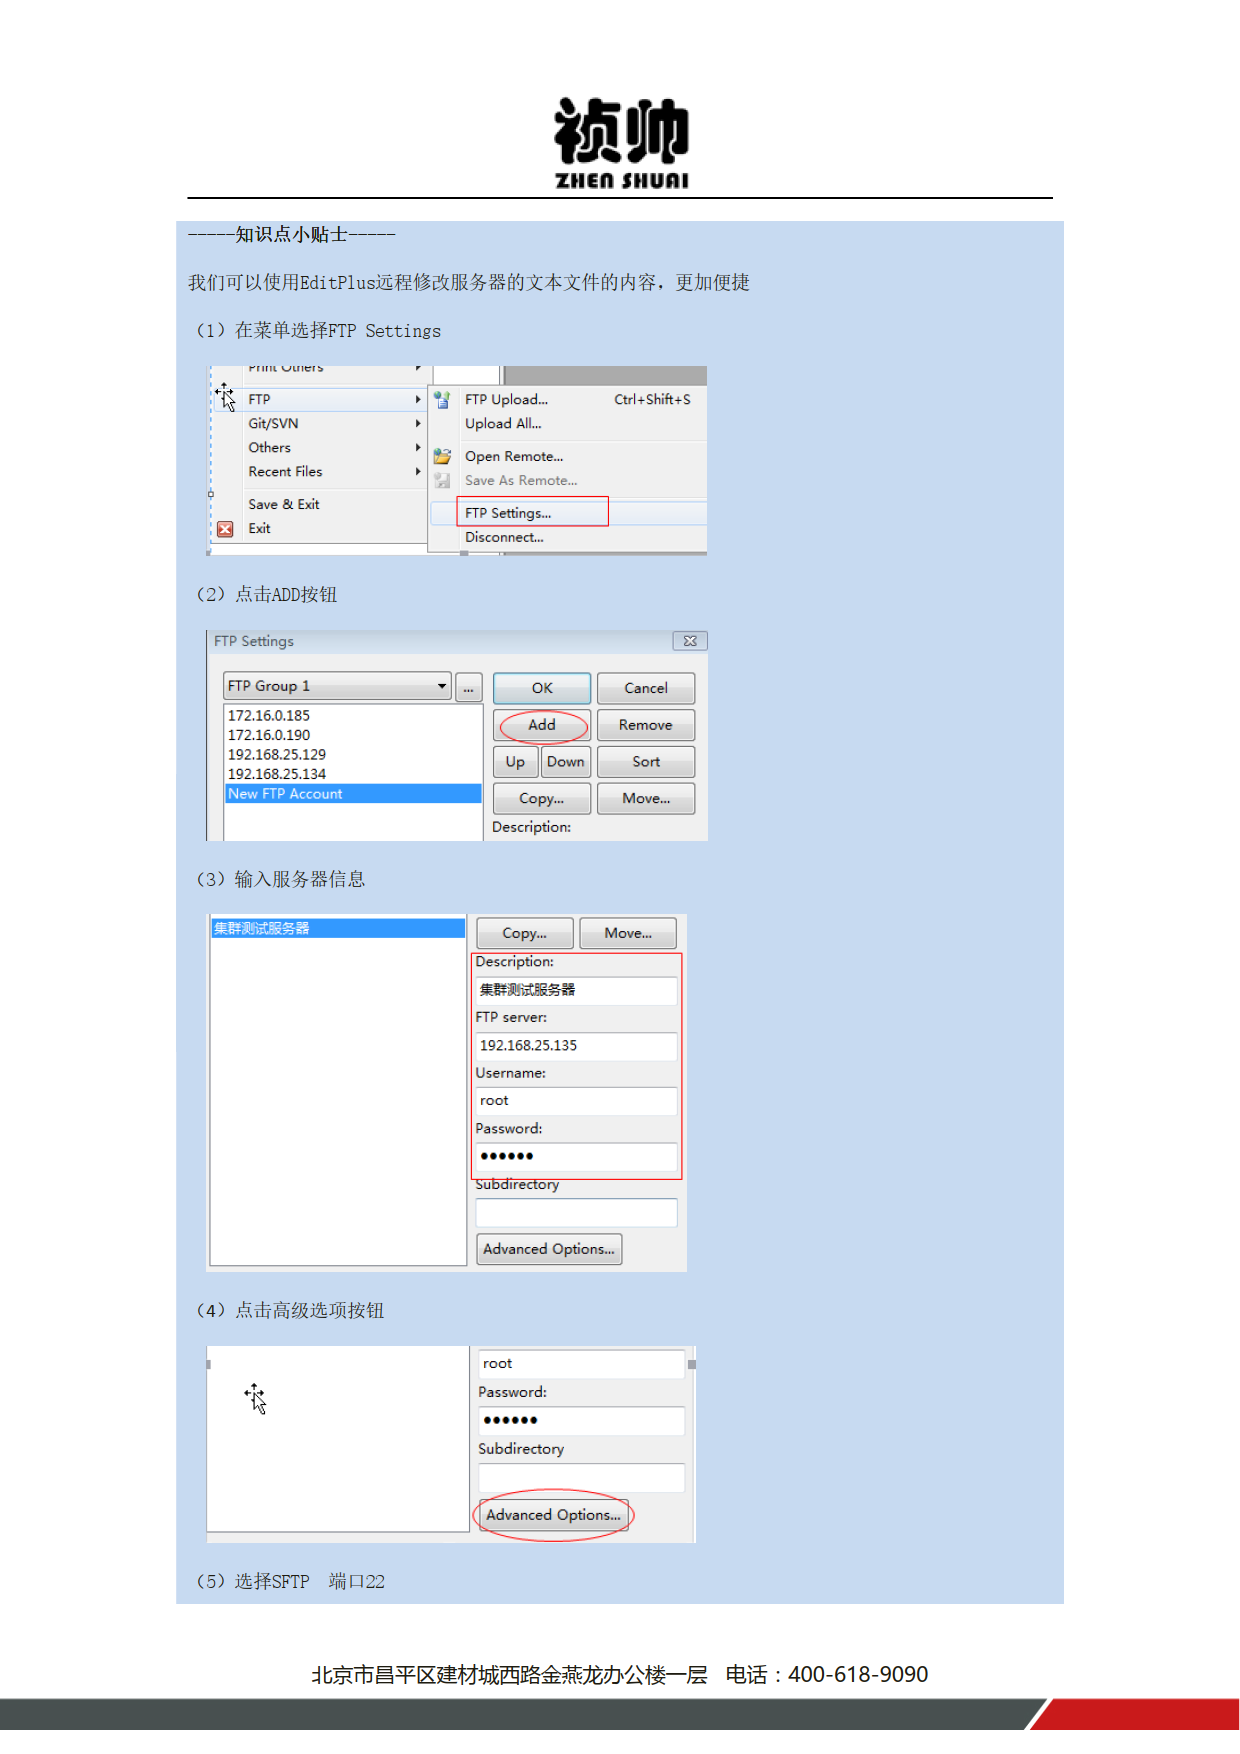 祯帅
ZHEN SHUAI
-----知识点小贴士-----
我们可以使用EditPlus远程修改服务器的文本文件的内容，更加便捷
（1）在菜单选择FTP Settings
Print Others
FTP
FTP Upload... Ctrl+Shift+S
Git/SVN
Upload All...
Others
Open Remote...
Recent Files
Save As Remote...
Save & Exit
FTP Settings...
Exit
Disconnect...
（2）点击ADD按钮
FTP Settings
FTP Group 1 ... OK Cancel
172.16.0.185
172.16.0.190
192.168.25.129
192.168.25.134
New FTP Account
Add Remove
Up Down Sort
Copy... Move...
Description:
（3）输入服务器信息
集群测试服务器
Copy... Move...
Description:
集群测试服务器
FTP server:
192.168.25.135
Username:
root
Password:
●●●●●●
Subdirectory
Advanced Options...
（4）点击高级选项按钮
root
Password:
●●●●●●
Subdirectory
Advanced Options...
（5）选择SFTP 端口22
北京市昌平区建材城西路金燕龙办公楼一层 电话：400-618-9090